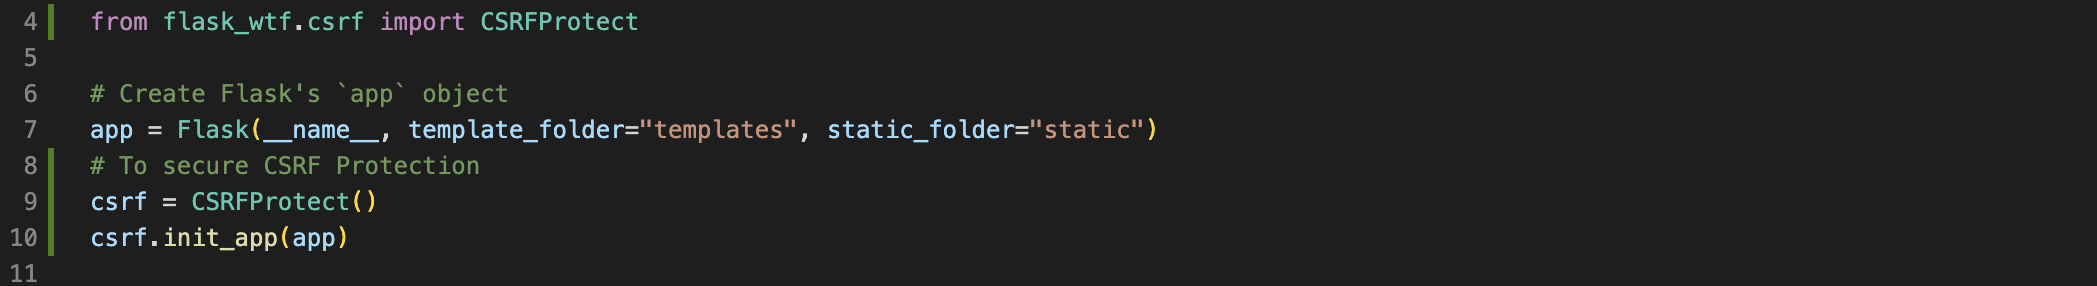 4 from flask_wtf.csrf import CSRFProtect
5
6 # Create Flask's `app` object
7 app = Flask(__name__, template_folder="templates", static_folder="static")
8 # To secure CSRF Protection
9 csrf = CSRFProtect()
10 csrf.init_app(app)
11